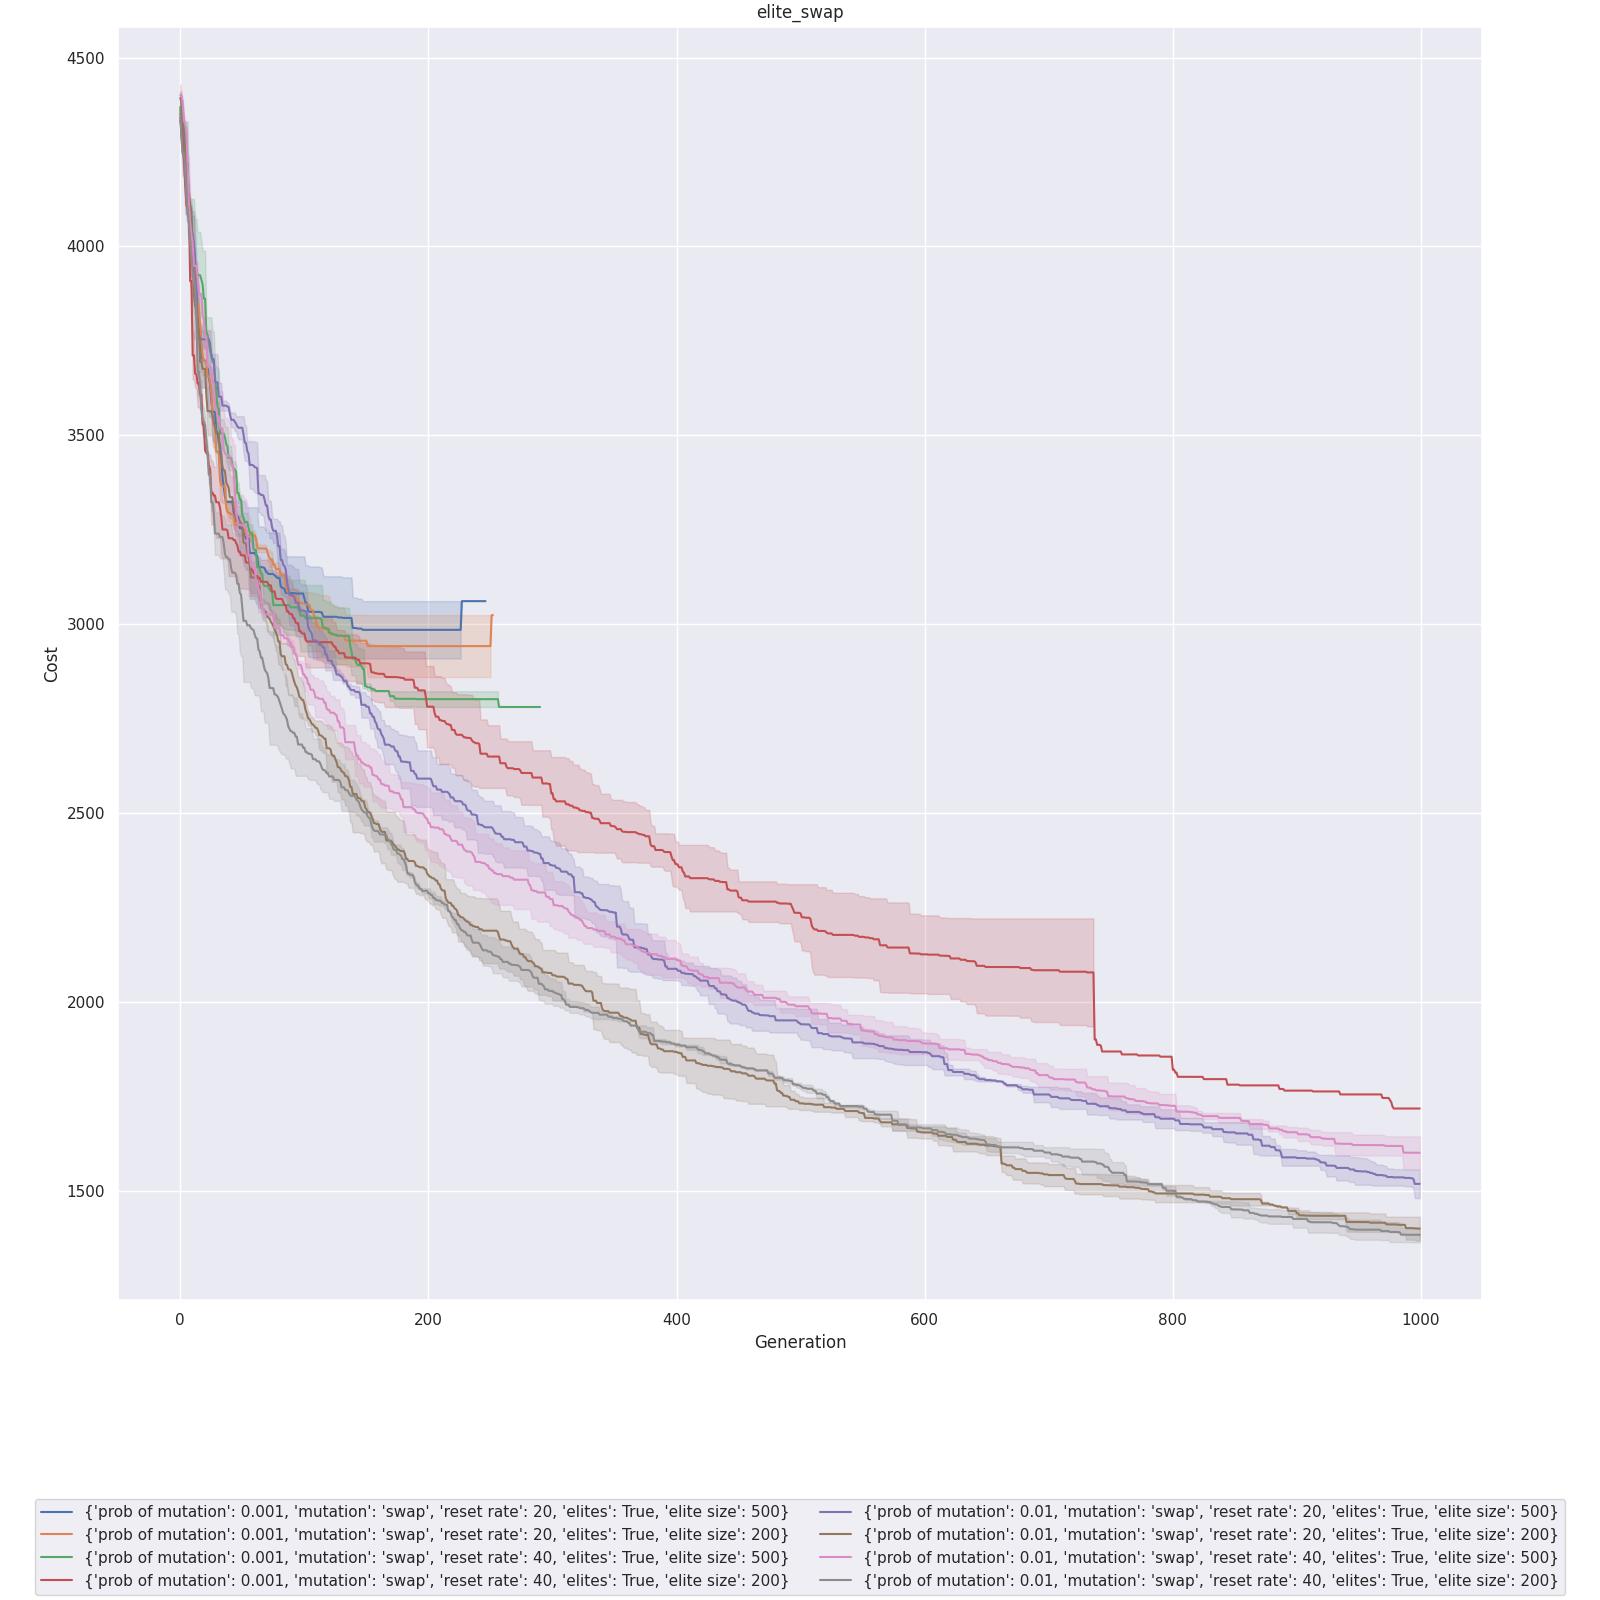 elite_swap
4500
4000
3500
3000
2500
2000
1500
Cost
0 200 400 600 800 1000
Generation
{'prob of mutation': 0.001, 'mutation': 'swap', 'reset rate': 20, 'elites': True, 'elite size': 500}
{'prob of mutation': 0.001, 'mutation': 'swap', 'reset rate': 20, 'elites': True, 'elite size': 200}
{'prob of mutation': 0.001, 'mutation': 'swap', 'reset rate': 40, 'elites': True, 'elite size': 500}
{'prob of mutation': 0.001, 'mutation': 'swap', 'reset rate': 40, 'elites': True, 'elite size': 200}
{'prob of mutation': 0.01, 'mutation': 'swap', 'reset rate': 20, 'elites': True, 'elite size': 500}
{'prob of mutation': 0.01, 'mutation': 'swap', 'reset rate': 20, 'elites': True, 'elite size': 200}
{'prob of mutation': 0.01, 'mutation': 'swap', 'reset rate': 40, 'elites': True, 'elite size': 500}
{'prob of mutation': 0.01, 'mutation': 'swap', 'reset rate': 40, 'elites': True, 'elite size': 200}